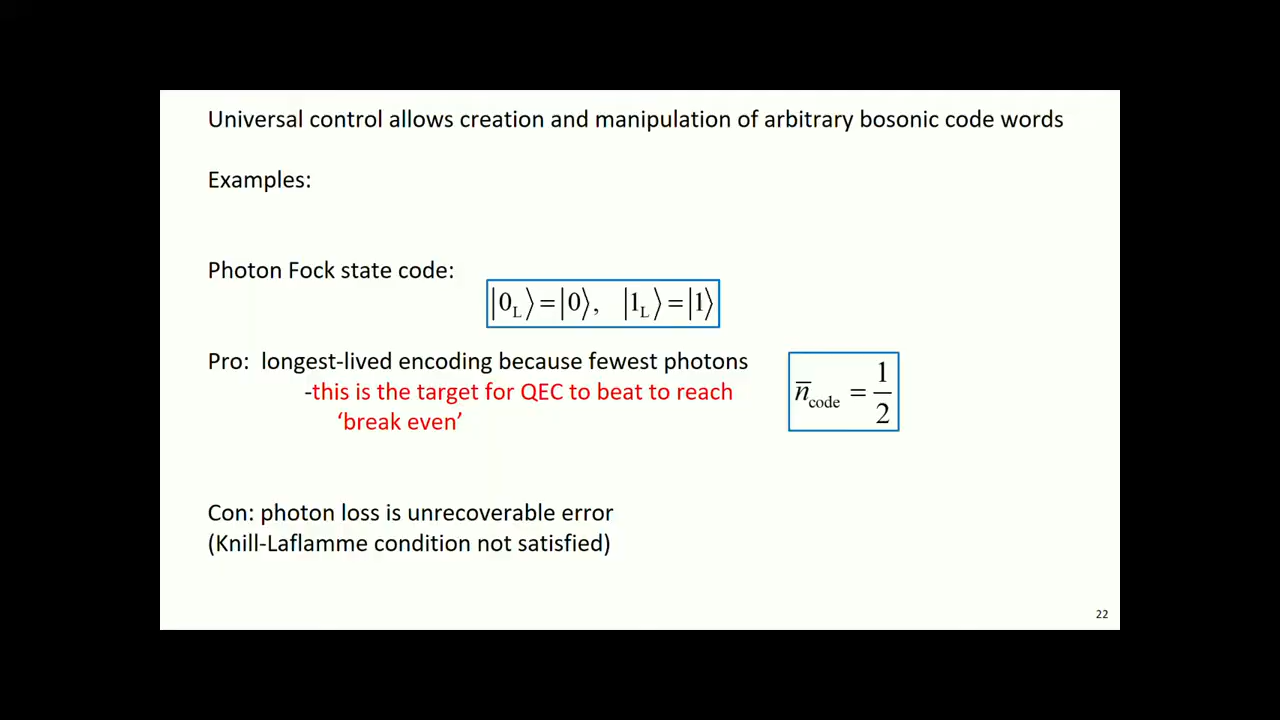 Universal control allows creation and manipulation of arbitrary bosonic code words
Examples:
Photon Fock state code:
|0_L⟩ = |0⟩, |1_L⟩ = |1⟩
Pro: longest-lived encoding because fewest photons
-this is the target for QEC to beat to reach
‘break even’
n̅_code = 1/2
Con: photon loss is unrecoverable error
(Knill-Laflamme condition not satisfied)
22